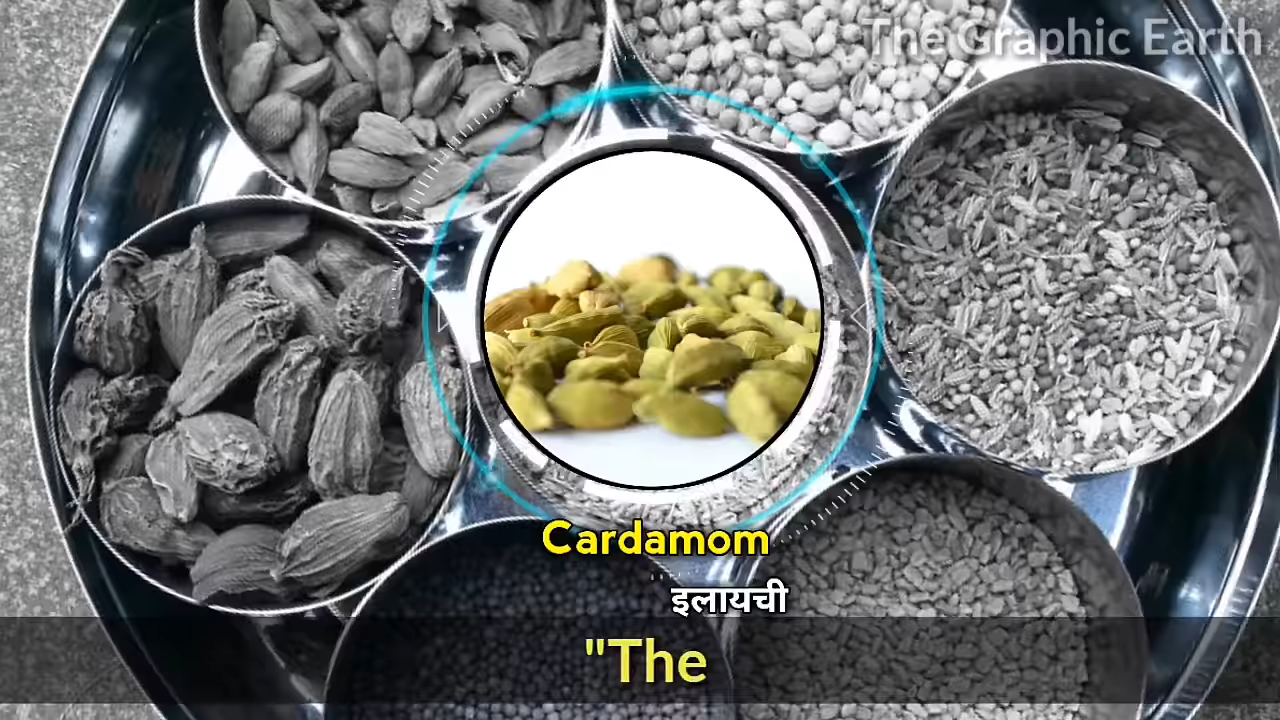 The Graphic Earth
Cardamom
इलायची
"The